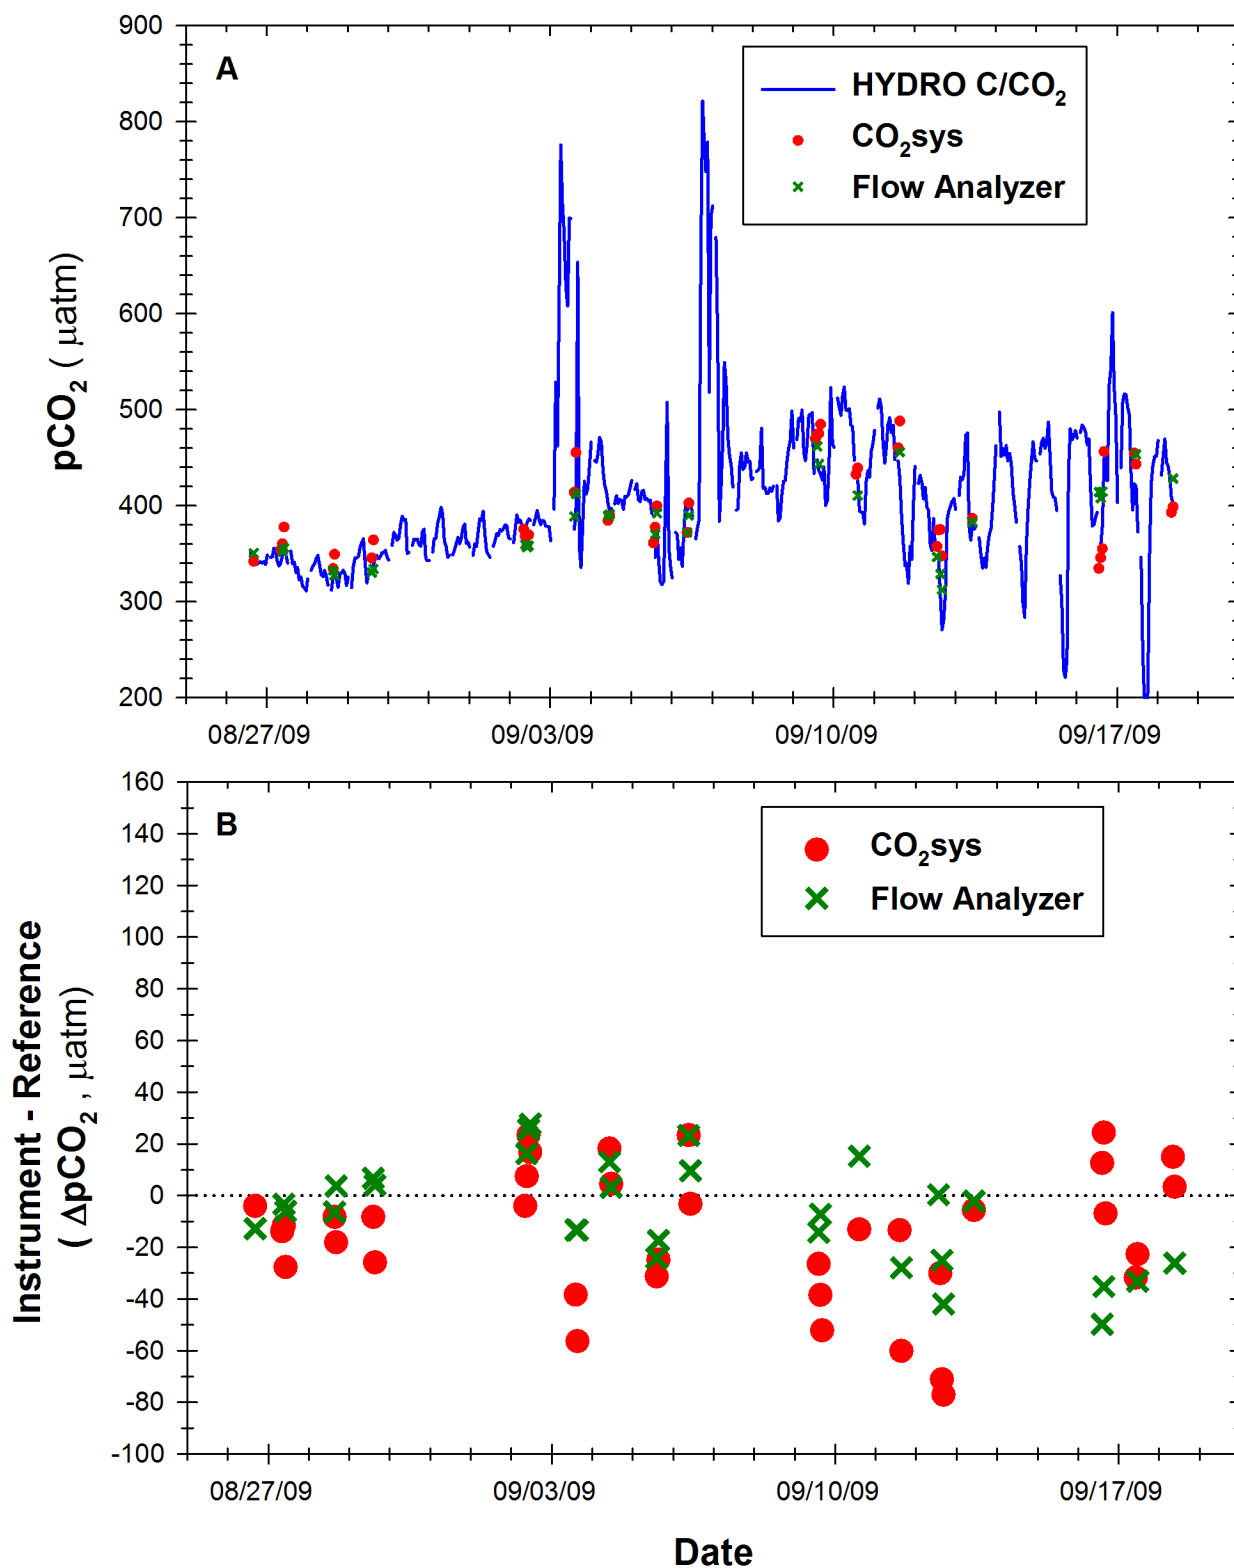 A
HYDRO C/CO₂
CO₂sys
Flow Analyzer
pCO₂ ( μatm)
900
800
700
600
500
400
300
200
08/27/09
09/03/09
09/10/09
09/17/09
B
CO₂sys
Flow Analyzer
Instrument - Reference
( ΔpCO₂ , μatm)
160
140
120
100
80
60
40
20
0
-20
-40
-60
-80
-100
08/27/09
09/03/09
09/10/09
09/17/09
Date